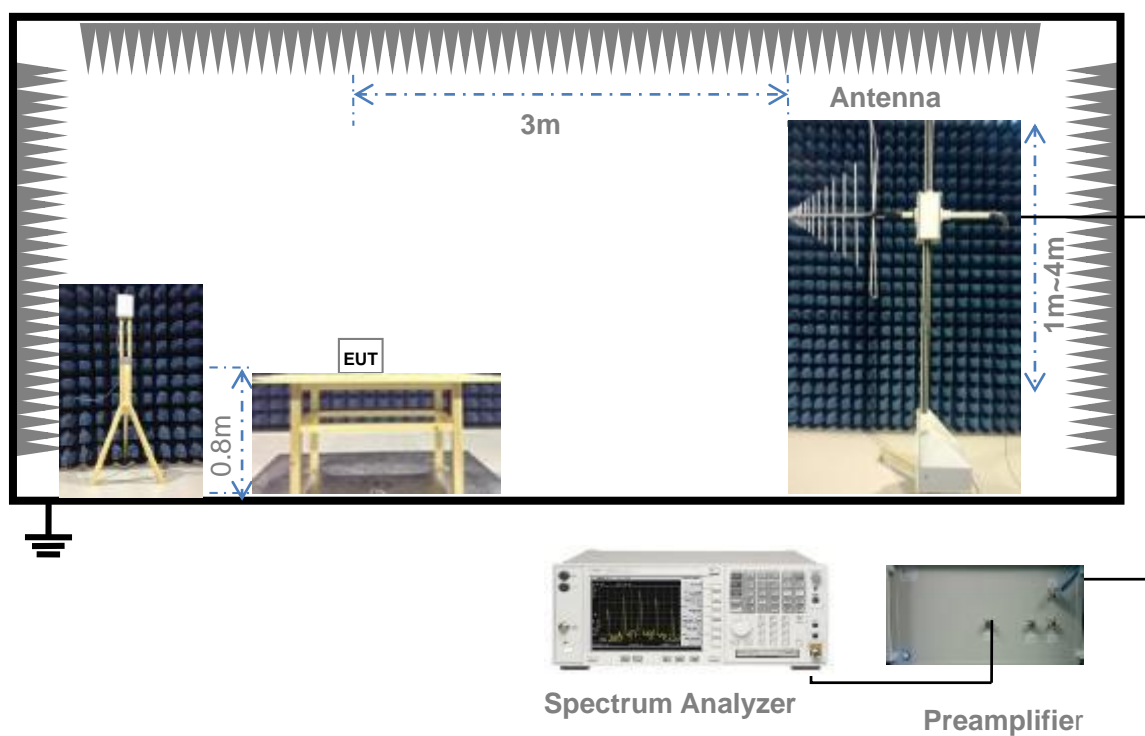 Antenna
3m
1m~4m
EUT
0.8m
Spectrum Analyzer
Preamplifier